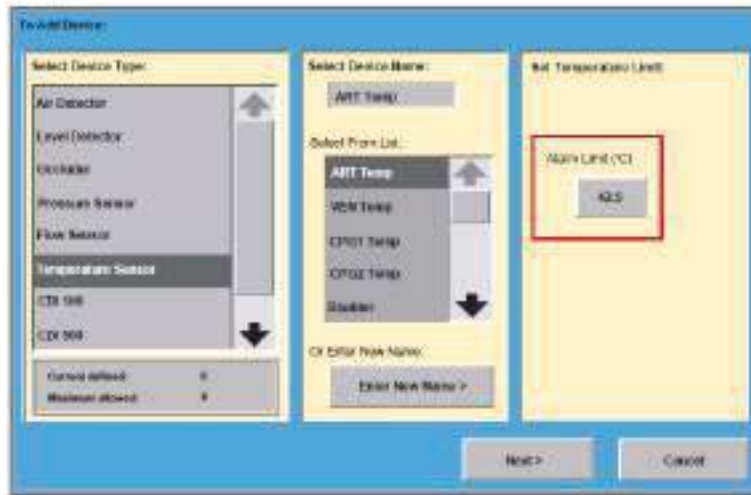 To Add Device:
Select Device Type:
Air Detector
Level Detector
Occluder
Pressure Sensor
Flow Sensor
Temperature Sensor
CDI 500
Current defined:
Maximum allowed:
Select Device Name:
ART Temp
Select From List:
ART Temp
VEN Temp
CPG1 Temp
CPG2 Temp
Bladder
Or Enter New Name:
Enter New Name >
Set Temperature Limit:
Alarm Limit (°C)
Next >
Cancel